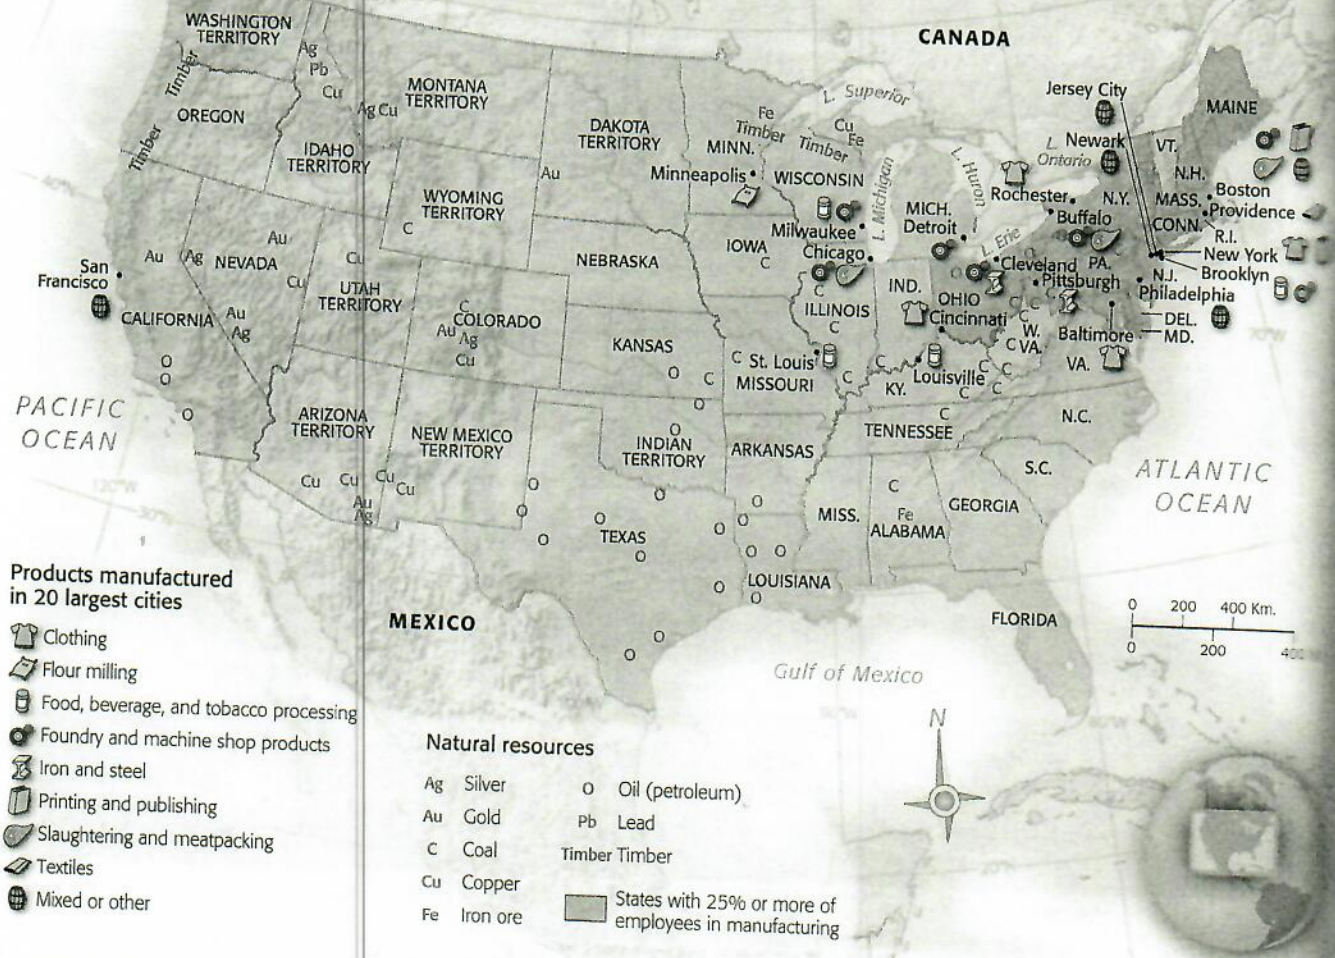 WASHINGTON
TERRITORY
CANADA
Ag
Pb
Timber
Cu
Ag Cu
MONTANA
TERRITORY
OREGON
Timber
IDAHO
TERRITORY
DAKOTA
TERRITORY
Au
WYOMING
TERRITORY
C
Fe
Timber
MINN.
Minneapolis
L. Superior
Cu
Fe
Timber
WISCONSIN
L. Michigan
L. Huron
Milwaukee
Chicago
MICH.
Detroit
L. Erie
L.
Ontario
Jersey City
Newark
Rochester
N.Y.
Buffalo
MAINE
VT.
N.H.
MASS.
Boston
Providence
CONN.
R.I.
New York
Brooklyn
N.J.
Philadelphia
DEL.
MD.
PA.
Cleveland
Pittsburgh
Baltimore
40°N
San
Francisco
CALIFORNIA
Au
Ag
NEVADA
Au
Cu
Au
Ag
O
O
O
Cu
UTAH
TERRITORY
C
COLORADO
Au Ag
Cu
NEBRASKA
IOWA
C
KANSAS
O
C
O
C
St. Louis
MISSOURI
C
ILLINOIS
C
C
IND.
OHIO
Cincinnati
C
Louisville
KY.
C
C
C
C
C
C
W.
VA.
C
C
C
VA.
70°W
PACIFIC
OCEAN
ARIZONA
TERRITORY
Cu
Cu
Au
Ag
NEW MEXICO
TERRITORY
Cu
Cu
O
INDIAN
TERRITORY
ARKANSAS
C
TENNESSEE
N.C.
S.C.
ATLANTIC
OCEAN
120°W
30°N
O
O
O
O
O
TEXAS
O
O
O
O
O
O
O
O
O
O
O
LOUISIANA
MISS.
C
Fe
ALABAMA
GEORGIA
FLORIDA
MEXICO
Gulf of Mexico
0 200 400 Km.
0 200 400
N
Products manufactured
in 20 largest cities
Clothing
Flour milling
Food, beverage, and tobacco processing
Foundry and machine shop products
Iron and steel
Printing and publishing
Slaughtering and meatpacking
Textiles
Mixed or other
Natural resources
Ag Silver
Au Gold
C Coal
Cu Copper
Fe Iron ore
O Oil (petroleum)
Pb Lead
Timber Timber
States with 25% or more of
employees in manufacturing